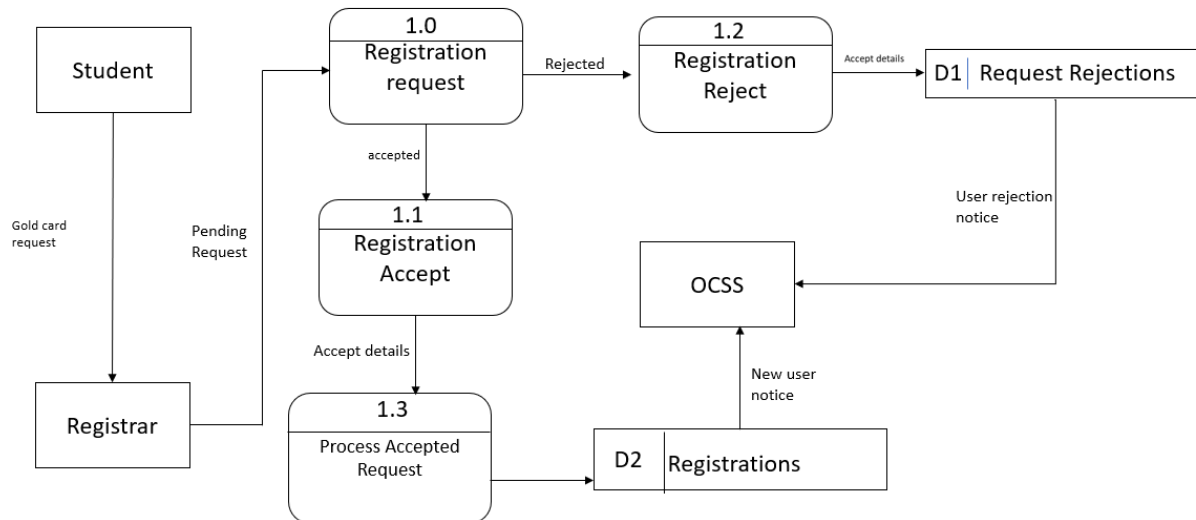 1.0
Registration
request
1.2
Registration
Reject
Student
Rejected
Accept details
D1
Request Rejections
accepted
1.1
Registration
Accept
Gold card
request
Pending
Request
User rejection
notice
OCSS
Accept details
New user
notice
Registrar
1.3
Process Accepted
Request
D2
Registrations